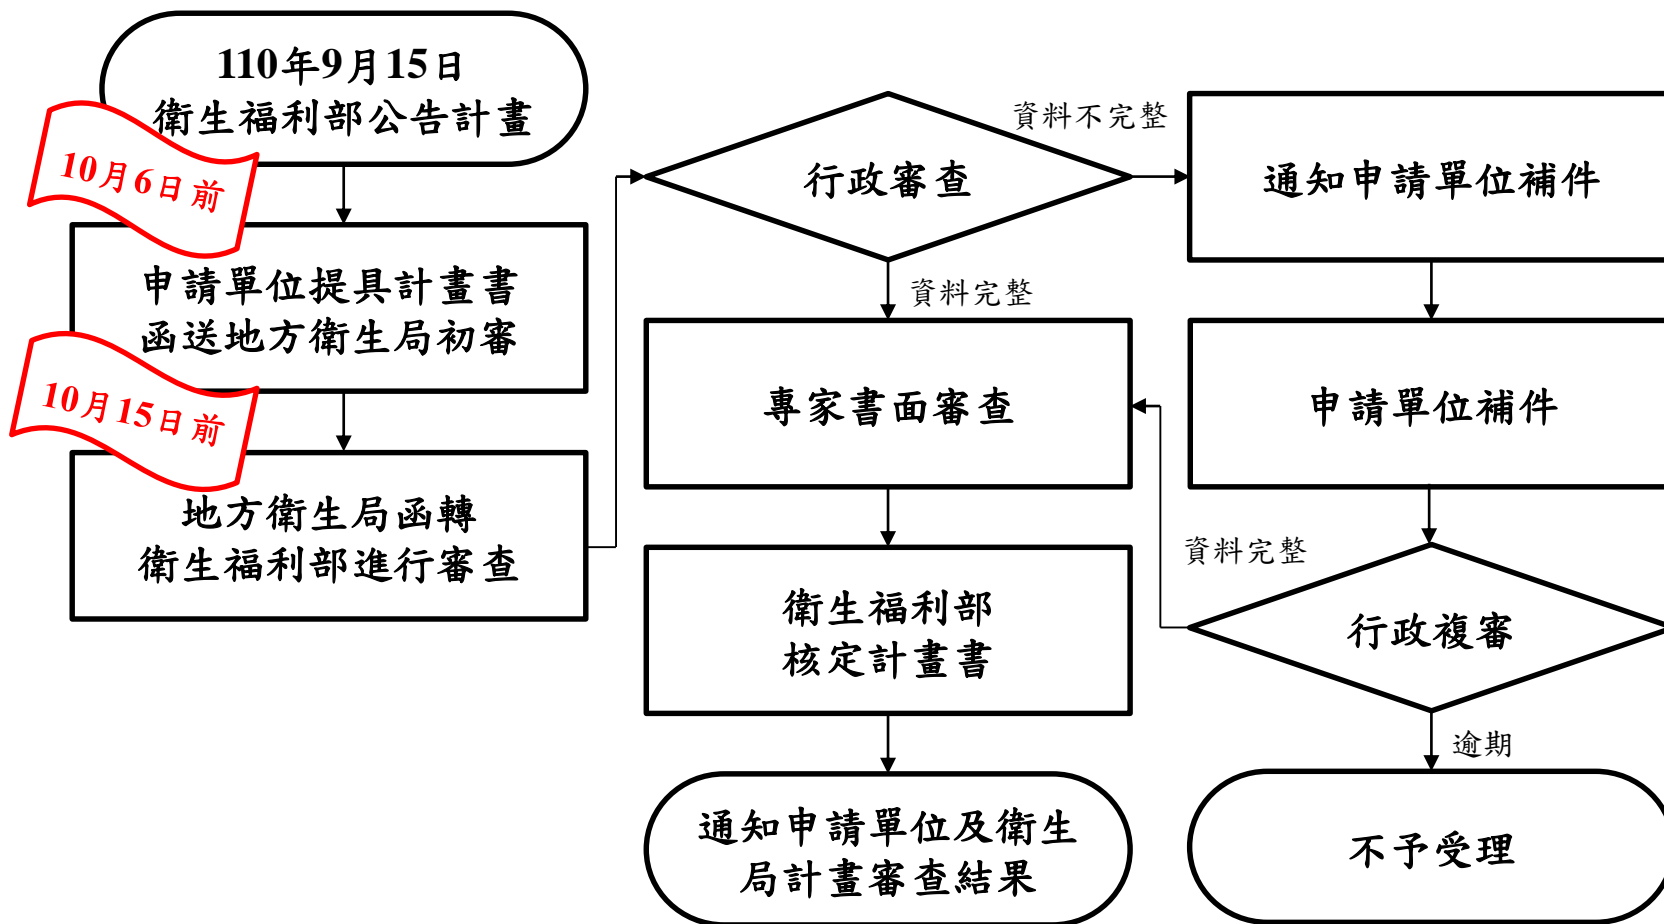 110年9月15日
衛生福利部公告計畫
10月6日前
申請單位提具計畫書
函送地方衛生局初審
10月15日前
地方衛生局函轉
衛生福利部進行審查
行政審查
資料不完整
通知申請單位補件
資料完整
專家書面審查
申請單位補件
衛生福利部
核定計畫書
資料完整
行政複審
逾期
通知申請單位及衛生
局計畫審查結果
不予受理